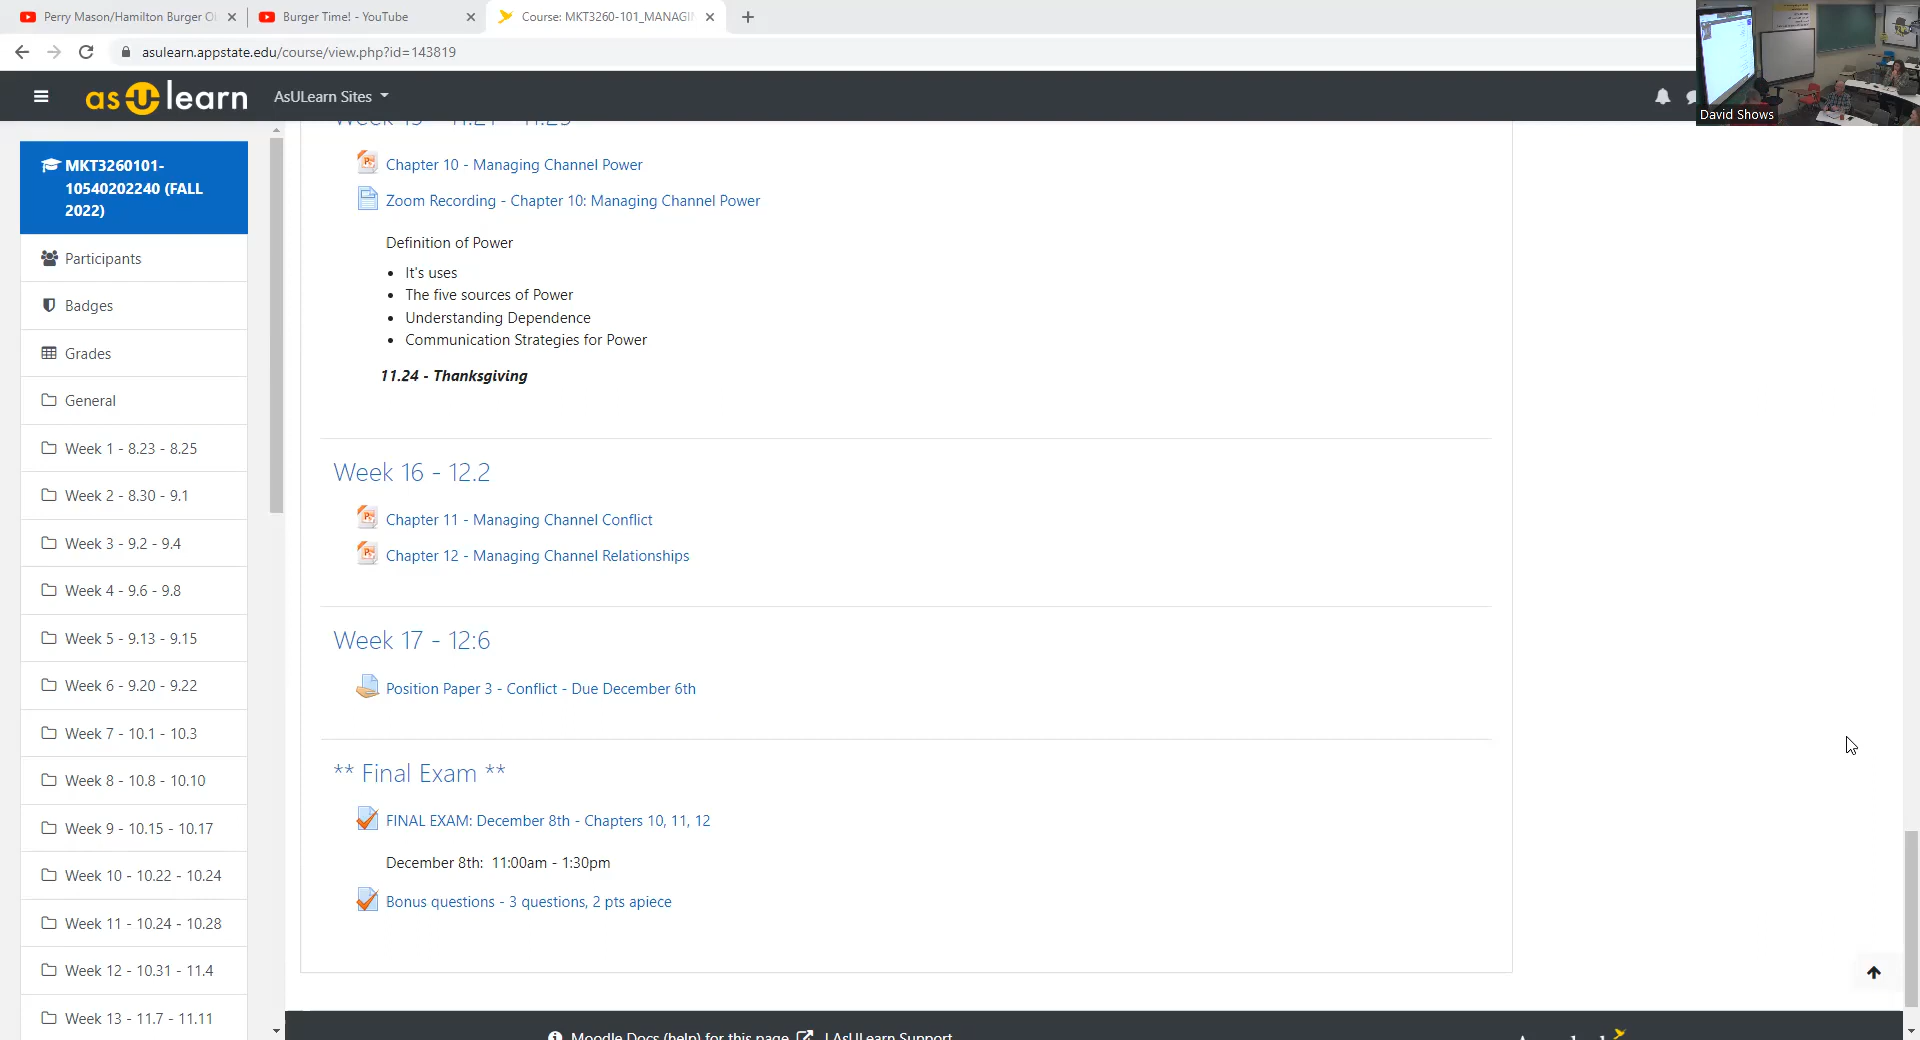 Perry Mason/Hamilton Burger
Burger Time! - YouTube
Course: MKT3260-101_MANAGI
asulearn.appstate.edu/course/view.php?id=143819
asULearn
AsULearn Sites
David Shows
MKT3260101-
10540202240 (FALL
2022)
Participants
Badges
Grades
General
Week 1 - 8.23 - 8.25
Week 2 - 8.30 - 9.1
Week 3 - 9.2 - 9.4
Week 4 - 9.6 - 9.8
Week 5 - 9.13 - 9.15
Week 6 - 9.20 - 9.22
Week 7 - 10.1 - 10.3
Week 8 - 10.8 - 10.10
Week 9 - 10.15 - 10.17
Week 10 - 10.22 - 10.24
Week 11 - 10.24 - 10.28
Week 12 - 10.31 - 11.4
Week 13 - 11.7 - 11.11
Chapter 10 - Managing Channel Power
Zoom Recording - Chapter 10: Managing Channel Power
Definition of Power
It's uses
The five sources of Power
Understanding Dependence
Communication Strategies for Power
11.24 - Thanksgiving
Week 16 - 12.2
Chapter 11 - Managing Channel Conflict
Chapter 12 - Managing Channel Relationships
Week 17 - 12:6
Position Paper 3 - Conflict - Due December 6th
** Final Exam **
FINAL EXAM: December 8th - Chapters 10, 11, 12
December 8th: 11:00am - 1:30pm
Bonus questions - 3 questions, 2 pts apiece
Moodle Docs (help) for this page | AsULearn Support